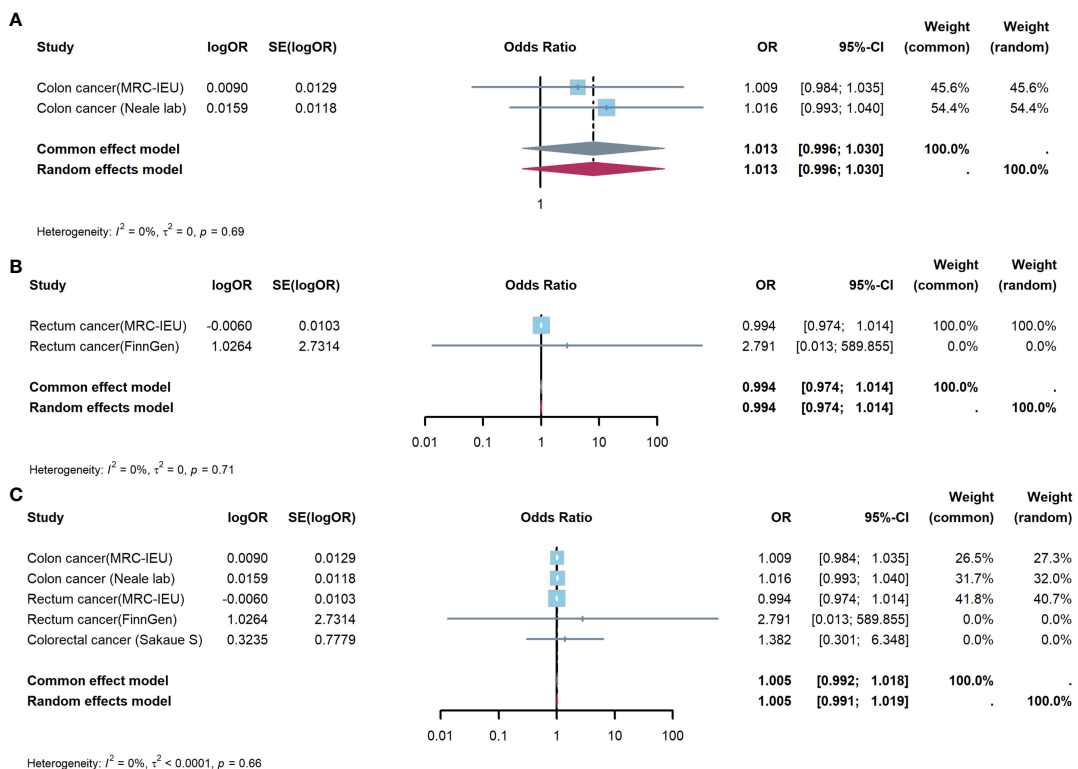 A
Weight Weight
Study logOR SE(logOR) Odds Ratio OR 95%-CI (common) (random)
Colon cancer(MRC-IEU) 0.0090 0.0129 1.009 [0.984; 1.035] 45.6% 45.6%
Colon cancer (Neale lab) 0.0159 0.0118 1.016 [0.993; 1.040] 54.4% 54.4%
Common effect model 1.013 [0.996; 1.030] 100.0% .
Random effects model 1.013 [0.996; 1.030] . 100.0%
1
Heterogeneity: I² = 0%, τ² = 0, p = 0.69
B
Weight Weight
Study logOR SE(logOR) Odds Ratio OR 95%-CI (common) (random)
Rectum cancer(MRC-IEU) -0.0060 0.0103 0.994 [0.974; 1.014] 100.0% 100.0%
Rectum cancer(FinnGen) 1.0264 2.7314 2.791 [0.013; 589.855] 0.0% 0.0%
Common effect model 0.994 [0.974; 1.014] 100.0% .
Random effects model 0.994 [0.974; 1.014] . 100.0%
0.01 0.1 1 10 100
Heterogeneity: I² = 0%, τ² = 0, p = 0.71
C
Weight Weight
Study logOR SE(logOR) Odds Ratio OR 95%-CI (common) (random)
Colon cancer(MRC-IEU) 0.0090 0.0129 1.009 [0.984; 1.035] 26.5% 27.3%
Colon cancer (Neale lab) 0.0159 0.0118 1.016 [0.993; 1.040] 31.7% 32.0%
Rectum cancer(MRC-IEU) -0.0060 0.0103 0.994 [0.974; 1.014] 41.8% 40.7%
Rectum cancer(FinnGen) 1.0264 2.7314 2.791 [0.013; 589.855] 0.0% 0.0%
Colorectal cancer (Sakaue S) 0.3235 0.7779 1.382 [0.301; 6.348] 0.0% 0.0%
Common effect model 1.005 [0.992; 1.018] 100.0% .
Random effects model 1.005 [0.991; 1.019] . 100.0%
0.01 0.1 1 10 100
Heterogeneity: I² = 0%, τ² < 0.0001, p = 0.66